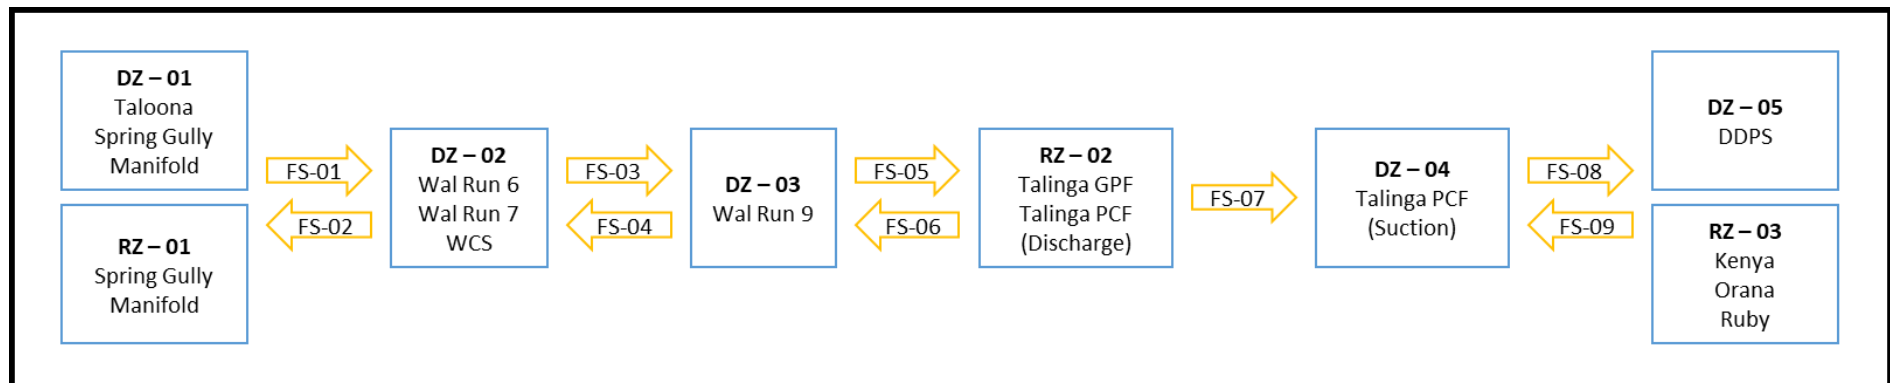 DZ – 01
Taloona
Spring Gully
Manifold
RZ – 01
Spring Gully
Manifold
FS-01
FS-02
DZ – 02
Wal Run 6
Wal Run 7
WCS
FS-03
FS-04
DZ – 03
Wal Run 9
FS-05
FS-06
RZ – 02
Talinga GPF
Talinga PCF
(Discharge)
FS-07
DZ – 04
Talinga PCF
(Suction)
FS-08
FS-09
DZ – 05
DDPS
RZ – 03
Kenya
Orana
Ruby